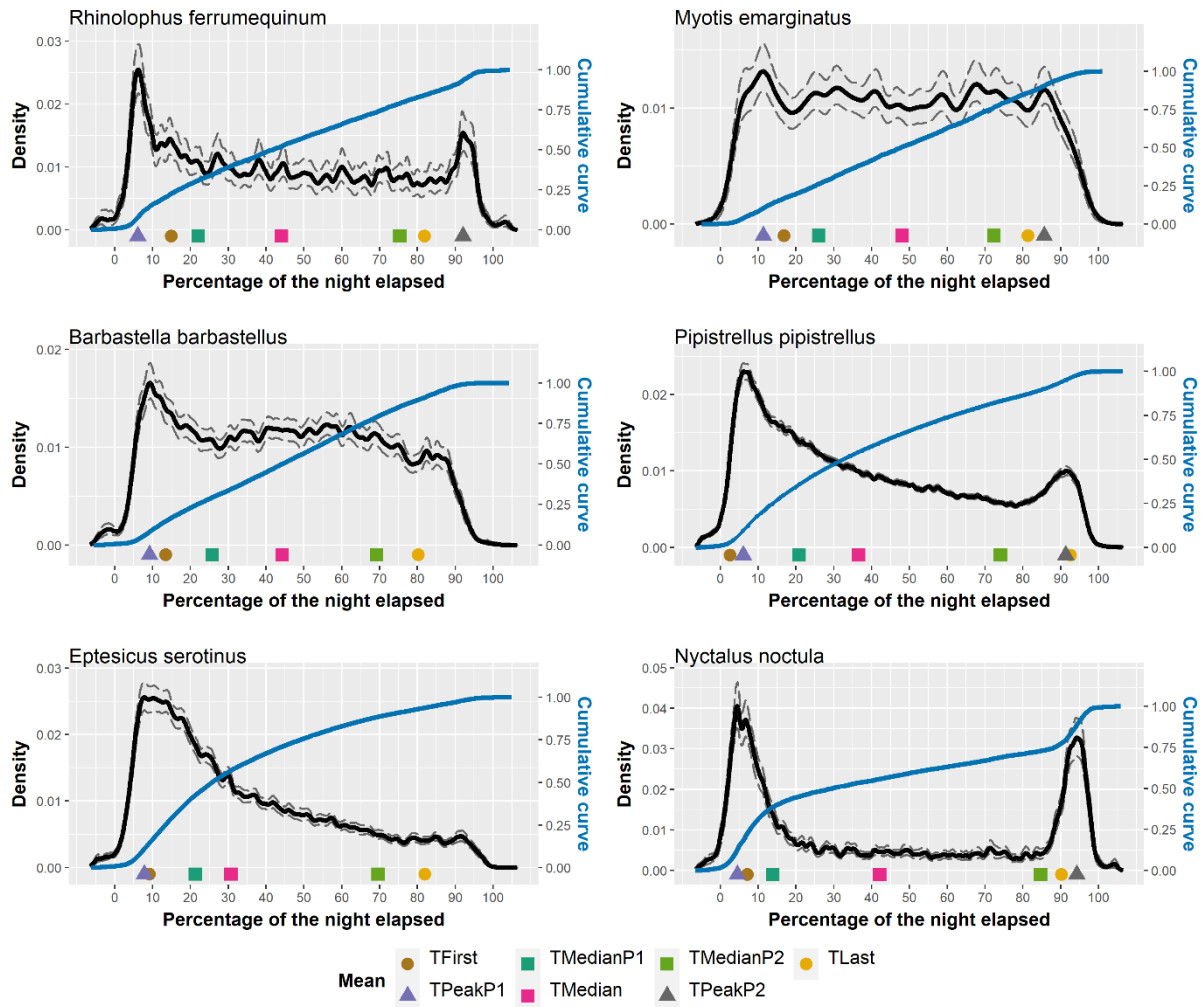 Rhinolophus ferrumequinum
0.03
0.02
0.01
0.00
Density
1.00
0.75
0.50
0.25
0.00
Cumulative curve
0 10 20 30 40 50 60 70 80 90 100
Percentage of the night elapsed
Myotis emarginatus
0.01
0.00
Density
1.00
0.75
0.50
0.25
0.00
Cumulative curve
0 10 20 30 40 50 60 70 80 90 100
Percentage of the night elapsed
Barbastella barbastellus
0.02
0.01
0.00
Density
1.00
0.75
0.50
0.25
0.00
Cumulative curve
0 10 20 30 40 50 60 70 80 90 100
Percentage of the night elapsed
Pipistrellus pipistrellus
0.02
0.01
0.00
Density
1.00
0.75
0.50
0.25
0.00
Cumulative curve
0 10 20 30 40 50 60 70 80 90 100
Percentage of the night elapsed
Eptesicus serotinus
0.03
0.02
0.01
0.00
Density
1.00
0.75
0.50
0.25
0.00
Cumulative curve
0 10 20 30 40 50 60 70 80 90 100
Percentage of the night elapsed
Nyctalus noctula
0.05
0.04
0.03
0.02
0.01
0.00
Density
1.00
0.75
0.50
0.25
0.00
Cumulative curve
0 10 20 30 40 50 60 70 80 90 100
Percentage of the night elapsed
Mean
TFirst TMedianP1 TMedianP2 TLast
TPeakP1 TMedian TPeakP2